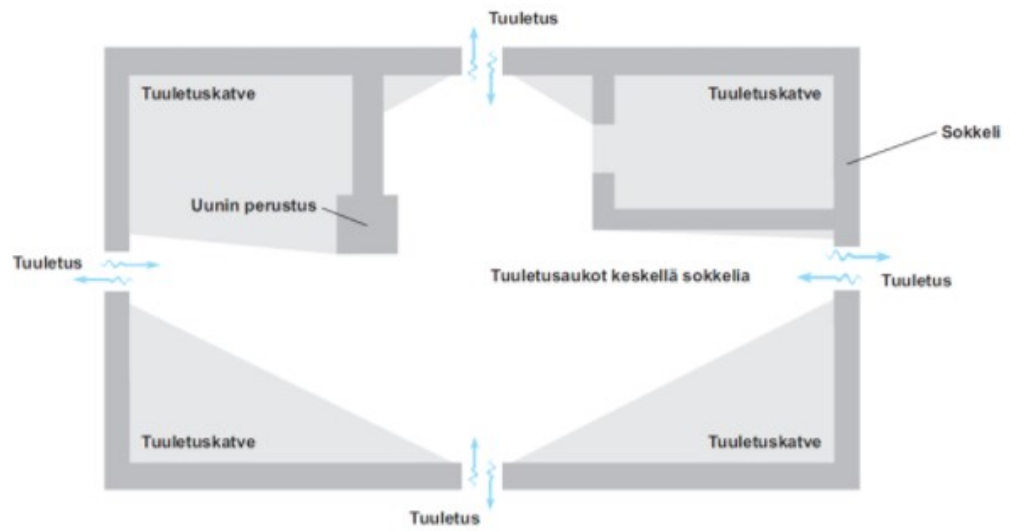 Tuuletus
Tuuletuskatve
Tuuletuskatve
Sokkeli
Uunin perustus
Tuuletus
Tuuletusaukot keskellä sokkelia
Tuuletus
Tuuletuskatve
Tuuletuskatve
Tuuletus